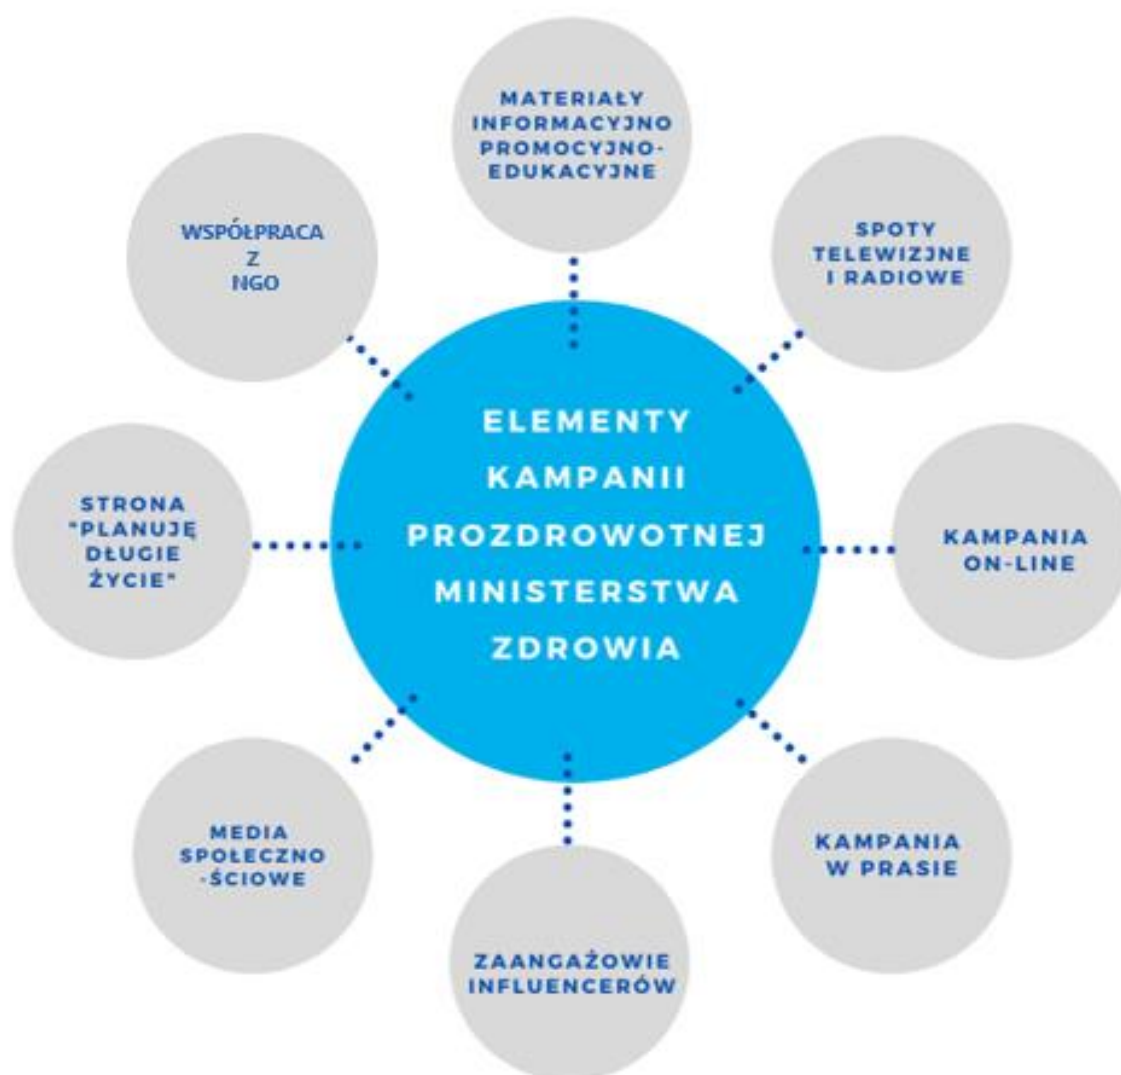 MATERIAŁY
INFORMACYJNO
PROMOCYJNO-
EDUKACYJNE
SPOTY
TELEWIZJNE
I RADIOWE
KAMPANIA
ON-LINE
KAMPANIA
W PRASIE
ZAANGAŻOWIE
INFLUENCERÓW
MEDIA
SPOŁECZNO
-ŚCIOWE
STRONA
"PLANUJĘ
DŁUGIE
ŻYCIE"
WSPÓŁPRACA
Z
NGO
ELEMENTY
KAMPANII
PROZDROWOTNEJ
MINISTERSTWA
ZDROWIA